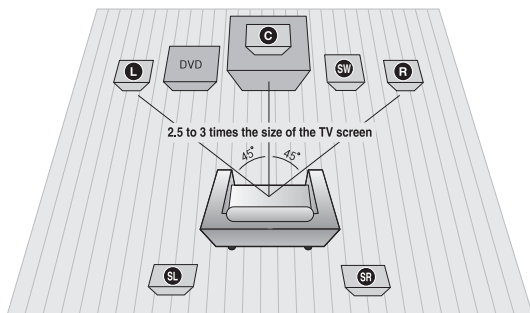 C
L
DVD
SW
R
2.5 to 3 times the size of the TV screen
45°
45°
SL
SR